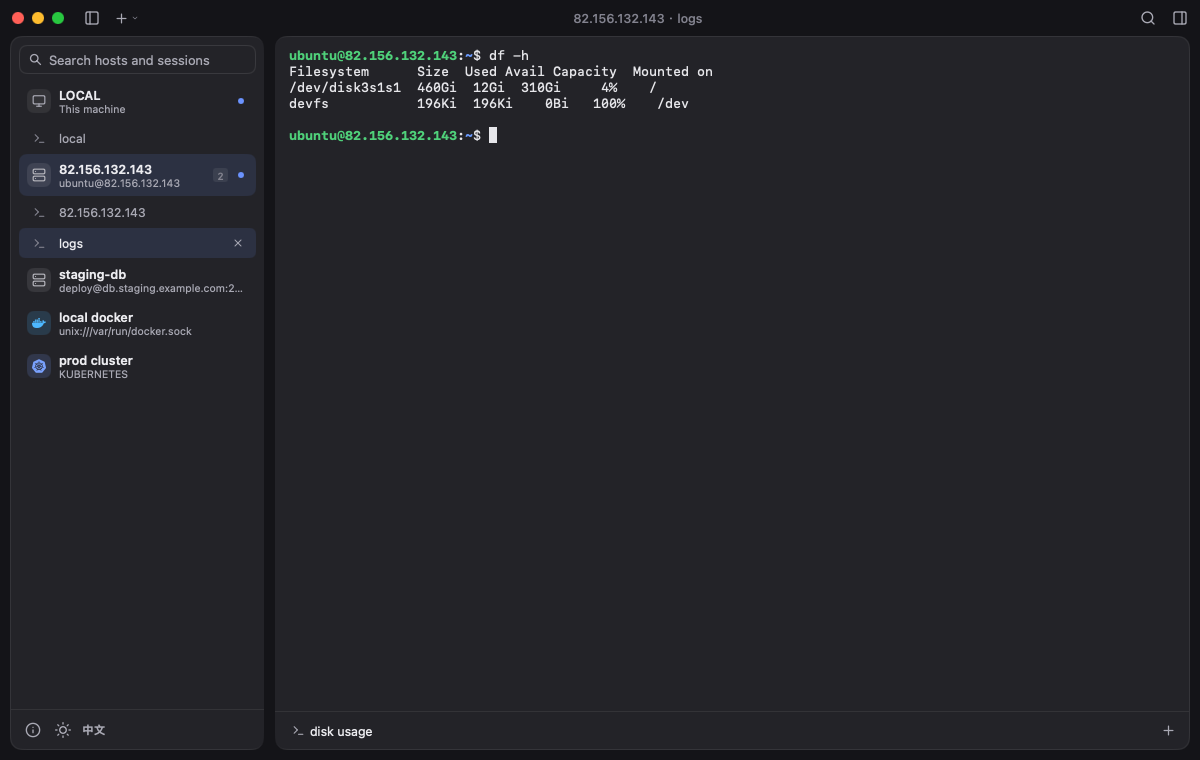 82.156.132.143 · logs
Search hosts and sessions
LOCAL
This machine
local
82.156.132.143
ubuntu@82.156.132.143
2
82.156.132.143
logs
staging-db
deploy@db.staging.example.com:2...
local docker
unix:///var/run/docker.sock
prod cluster
KUBERNETES
中文
ubuntu@82.156.132.143:~$ df -h
Filesystem      Size  Used Avail Capacity  Mounted on
/dev/disk3s1s1  460Gi  12Gi  310Gi     4%    /
devfs           196Ki  196Ki    0Bi   100%    /dev
ubuntu@82.156.132.143:~$
disk usage